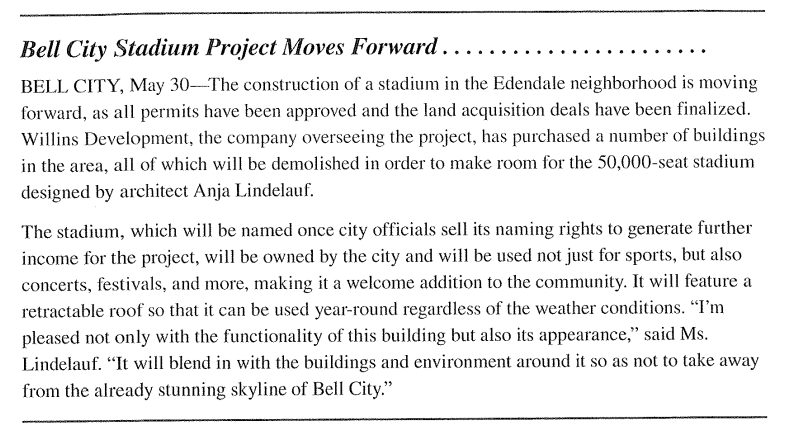 Bell City Stadium Project Moves Forward . . . . . . . . . . . . . . . . . . . . . . .
BELL CITY, May 30—The construction of a stadium in the Edendale neighborhood is moving
forward, as all permits have been approved and the land acquisition deals have been finalized.
Willins Development, the company overseeing the project, has purchased a number of buildings
in the area, all of which will be demolished in order to make room for the 50,000-seat stadium
designed by architect Anja Lindelauf.
The stadium, which will be named once city officials sell its naming rights to generate further
income for the project, will be owned by the city and will be used not just for sports, but also
concerts, festivals, and more, making it a welcome addition to the community. It will feature a
retractable roof so that it can be used year-round regardless of the weather conditions. “I’m
pleased not only with the functionality of this building but also its appearance,” said Ms.
Lindelauf. “It will blend in with the buildings and environment around it so as not to take away
from the already stunning skyline of Bell City.”